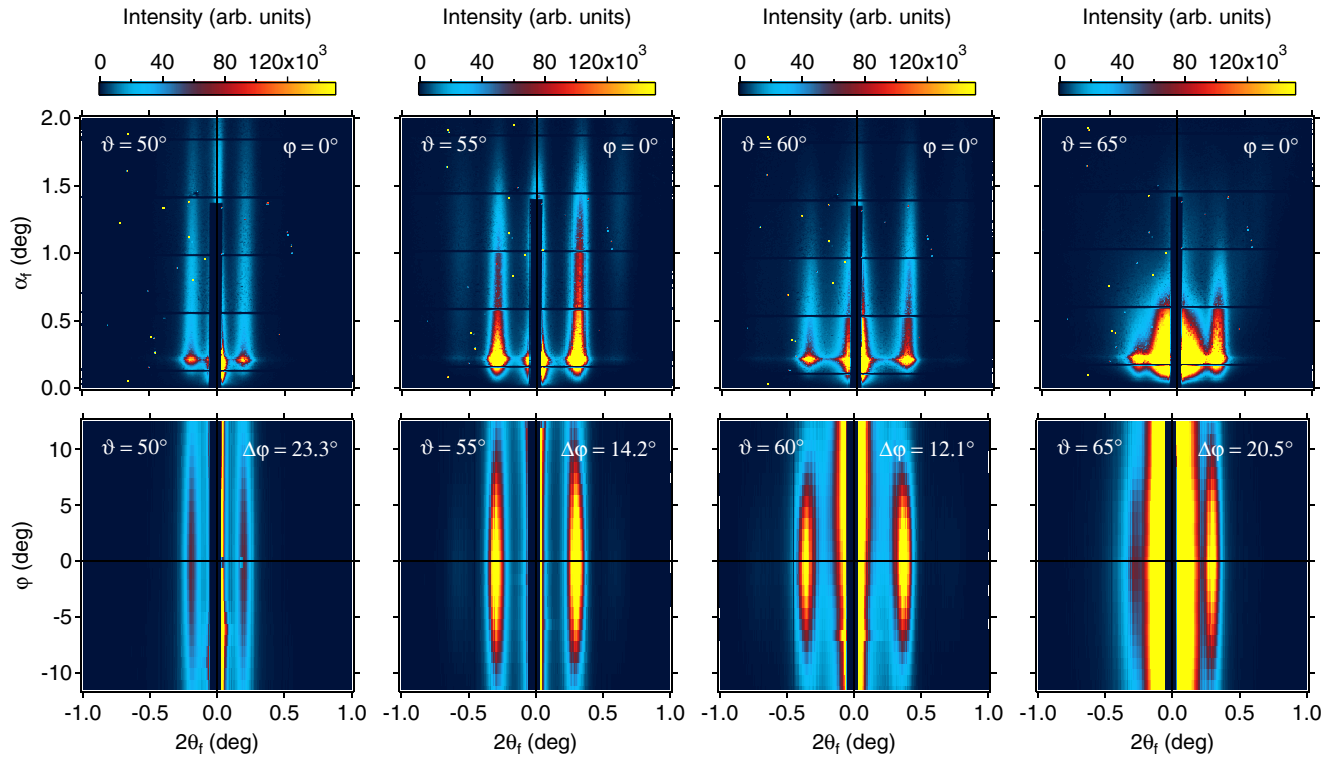 Intensity (arb. units) Intensity (arb. units) Intensity (arb. units) Intensity (arb. units)
0 40 80 120x10³ 0 40 80 120x10³ 0 40 80 120x10³ 0 40 80 120x10³
2.0
ϑ = 50° φ = 0° ϑ = 55° φ = 0° ϑ = 60° φ = 0° ϑ = 65° φ = 0°
1.5
1.0
α_f (deg)
0.5
0.0
10
ϑ = 50° Δφ = 23.3° ϑ = 55° Δφ = 14.2° ϑ = 60° Δφ = 12.1° ϑ = 65° Δφ = 20.5°
5
0
φ (deg)
-5
-10
-1.0 -0.5 0.0 0.5 1.0 -1.0 -0.5 0.0 0.5 1.0 -1.0 -0.5 0.0 0.5 1.0 -1.0 -0.5 0.0 0.5 1.0
2θ_f (deg) 2θ_f (deg) 2θ_f (deg) 2θ_f (deg)